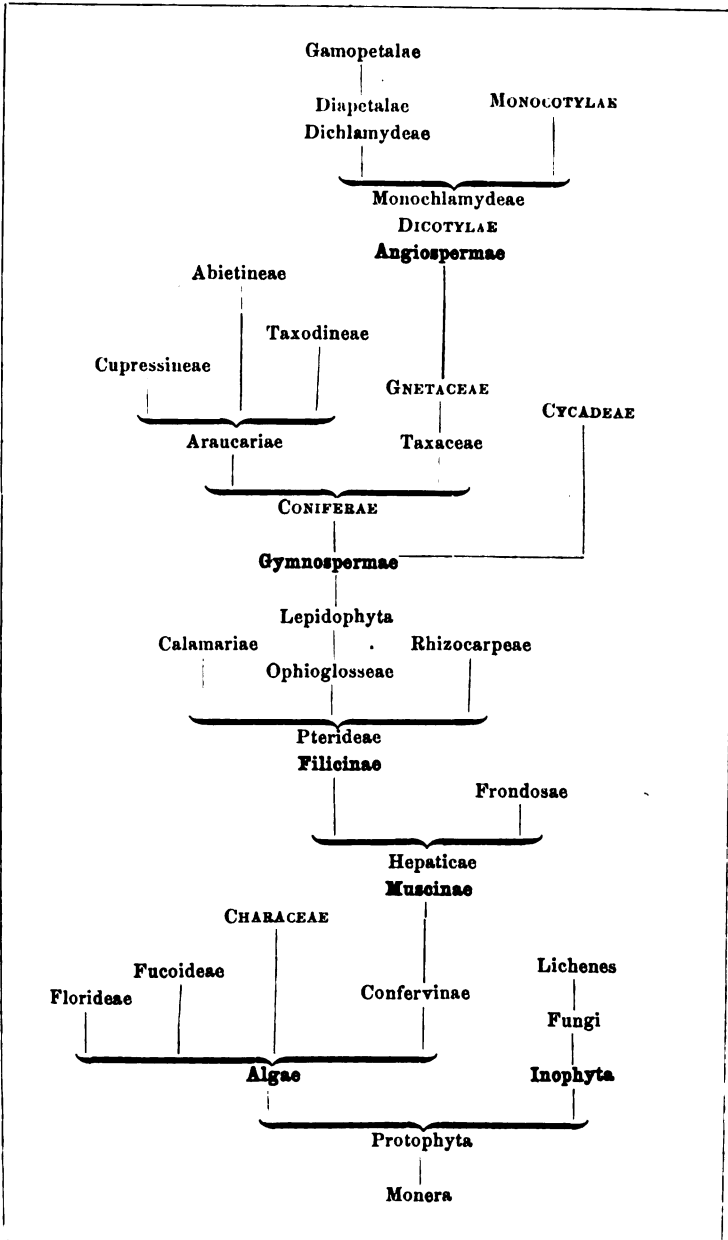 Gamopetalae
Diapetalae MONOCOTYLAE
Dichlamydeae
Monochlamydeae
DICOTYLAE
Angiospermae
Abietineae
Taxodineae
Cupressineae
GNETACEAE
CYCADEAE
Araucariae Taxaceae
CONIFERAE
Gymnospermae
Lepidophyta
Calamariae Rhizocarpeae
Ophioglosseae
Pterideae
Filicinae
Frondosae
Hepaticae
Muscinae
CHARACEAE
Fucoideae Lichenes
Florideae Confervinae
Fungi
Algae Inophyta
Protophyta
Monera